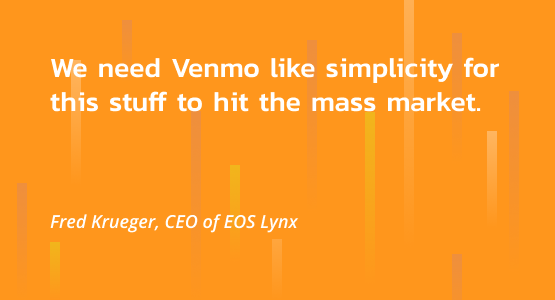 We need Venmo like simplicity for
this stuff to hit the mass market.
Fred Krueger, CEO of EOS Lynx